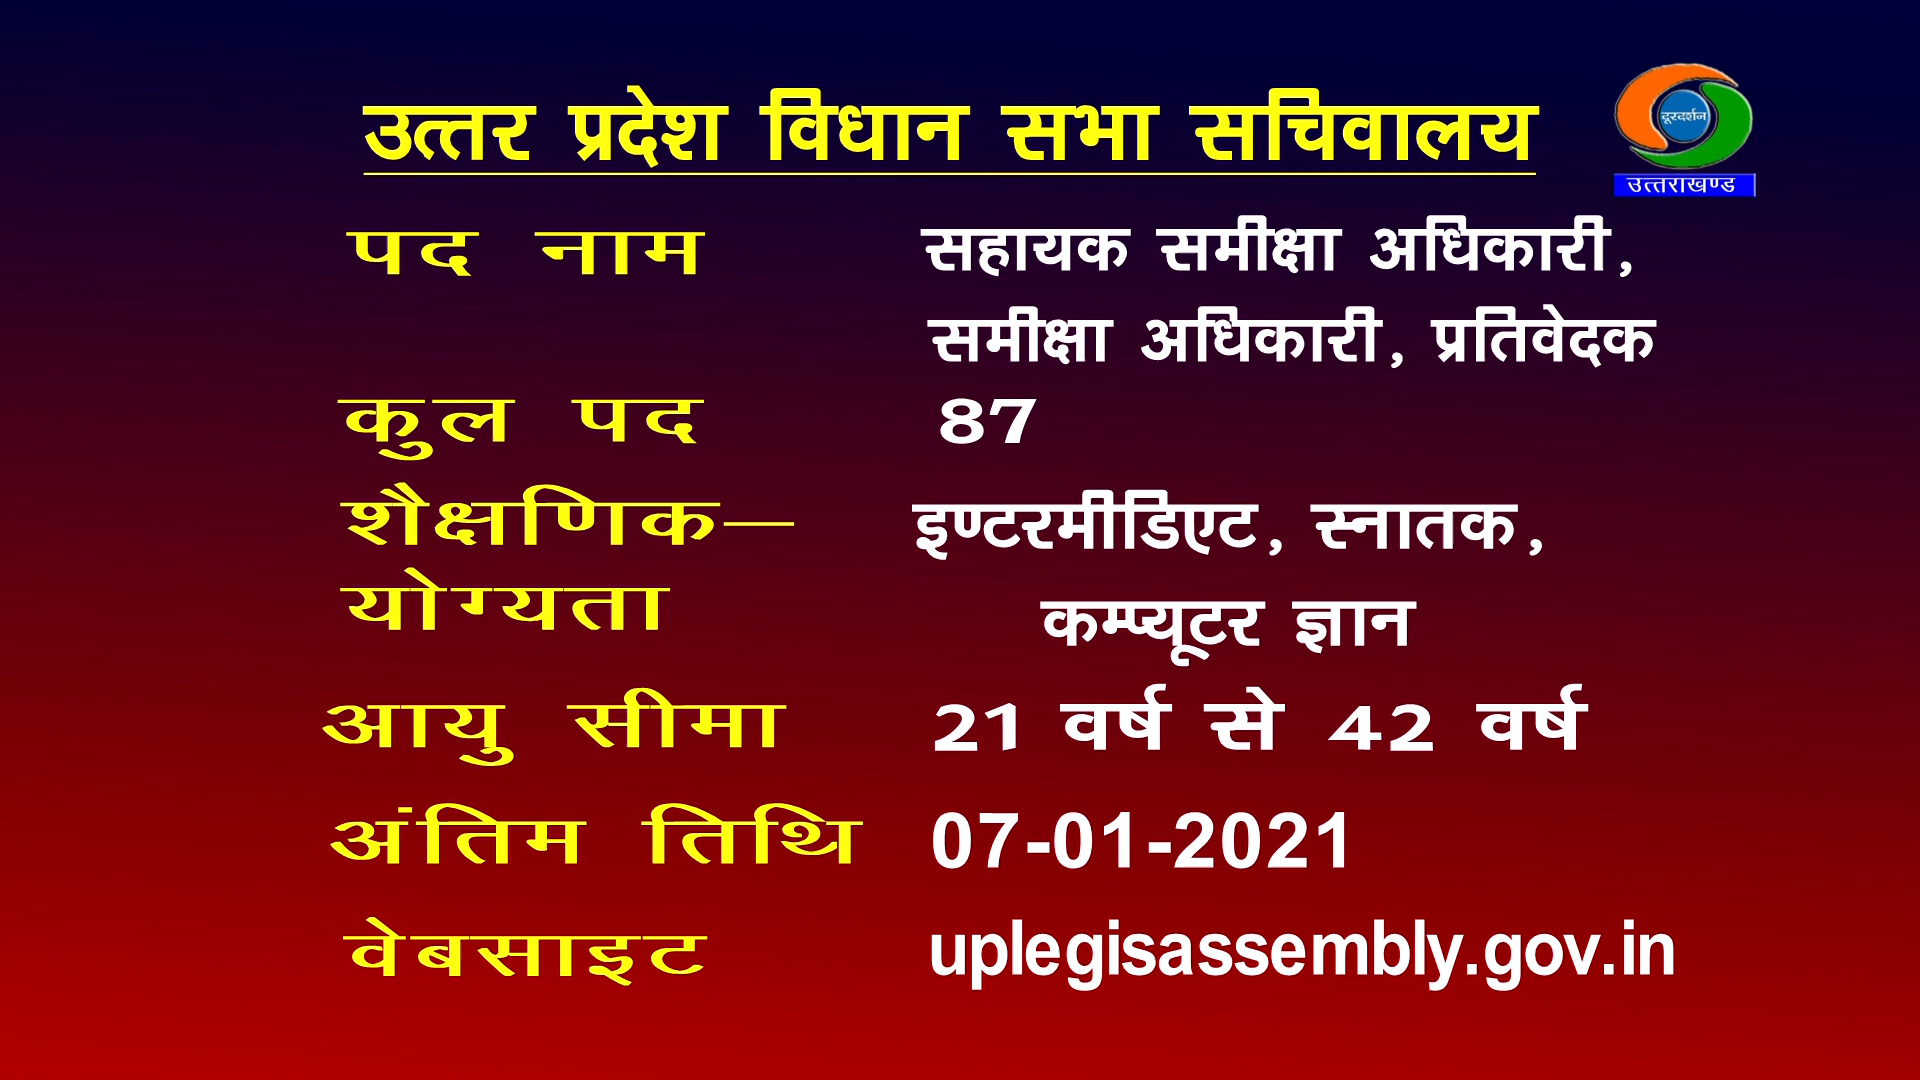 उत्तर प्रदेश विधान सभा सचिवालय
दूरदर्शन
उत्तराखण्ड
पद नाम सहायक समीक्षा अधिकारी,
समीक्षा अधिकारी, प्रतिवेदक
कुल पद 87
शैक्षणिक– इण्टरमीडिएट, स्नातक,
योग्यता कम्प्यूटर ज्ञान
आयु सीमा 21 वर्ष से 42 वर्ष
अंतिम तिथि 07-01-2021
वेबसाइट uplegisassembly.gov.in